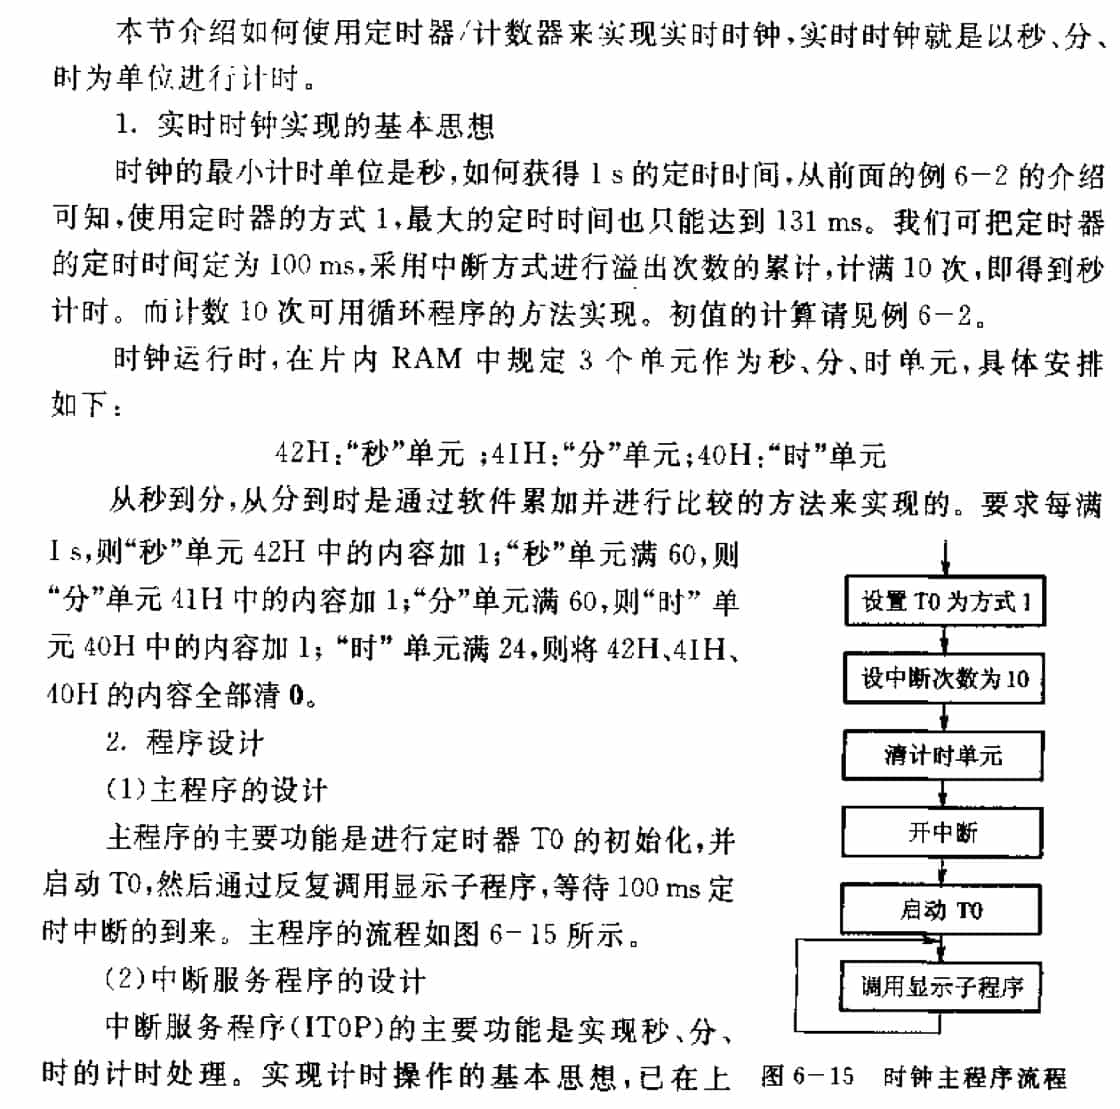 本节介绍如何使用定时器/计数器来实现实时时钟,实时时钟就是以秒、分、
时为单位进行计时。
1. 实时时钟实现的基本思想
时钟的最小计时单位是秒,如何获得 1 s 的定时时间,从前面的例 6-2 的介绍
可知,使用定时器的方式 1,最大的定时时间也只能达到 131 ms。我们可把定时器
的定时时间定为 100 ms,采用中断方式进行溢出次数的累计,计满 10 次,即得到秒
计时。而计数 10 次可用循环程序的方法实现。初值的计算请见例 6-2。
时钟运行时,在片内 RAM 中规定 3 个单元作为秒、分、时单元,具体安排
如下:
42H:“秒”单元 ;41H:“分”单元;40H:“时”单元
从秒到分,从分到时是通过软件累加并进行比较的方法来实现的。要求每满
1 s,则“秒”单元 42H 中的内容加 1;“秒”单元满 60,则
“分”单元 41H 中的内容加 1;“分”单元满 60,则“时” 单
元 40H 中的内容加 1; “时” 单元满 24,则将 42H、41H、
40H 的内容全部清 0。
2. 程序设计
(1)主程序的设计
主程序的主要功能是进行定时器 T0 的初始化,并
启动 T0,然后通过反复调用显示子程序,等待 100 ms 定
时中断的到来。主程序的流程如图 6-15 所示。
(2)中断服务程序的设计
中断服务程序(IT0P)的主要功能是实现秒、分、
时的计时处理。实现计时操作的基本思想,已在上
设置 T0 为方式 1
设中断次数为 10
清计时单元
开中断
启动 T0
调用显示子程序
图 6-15 时钟主程序流程